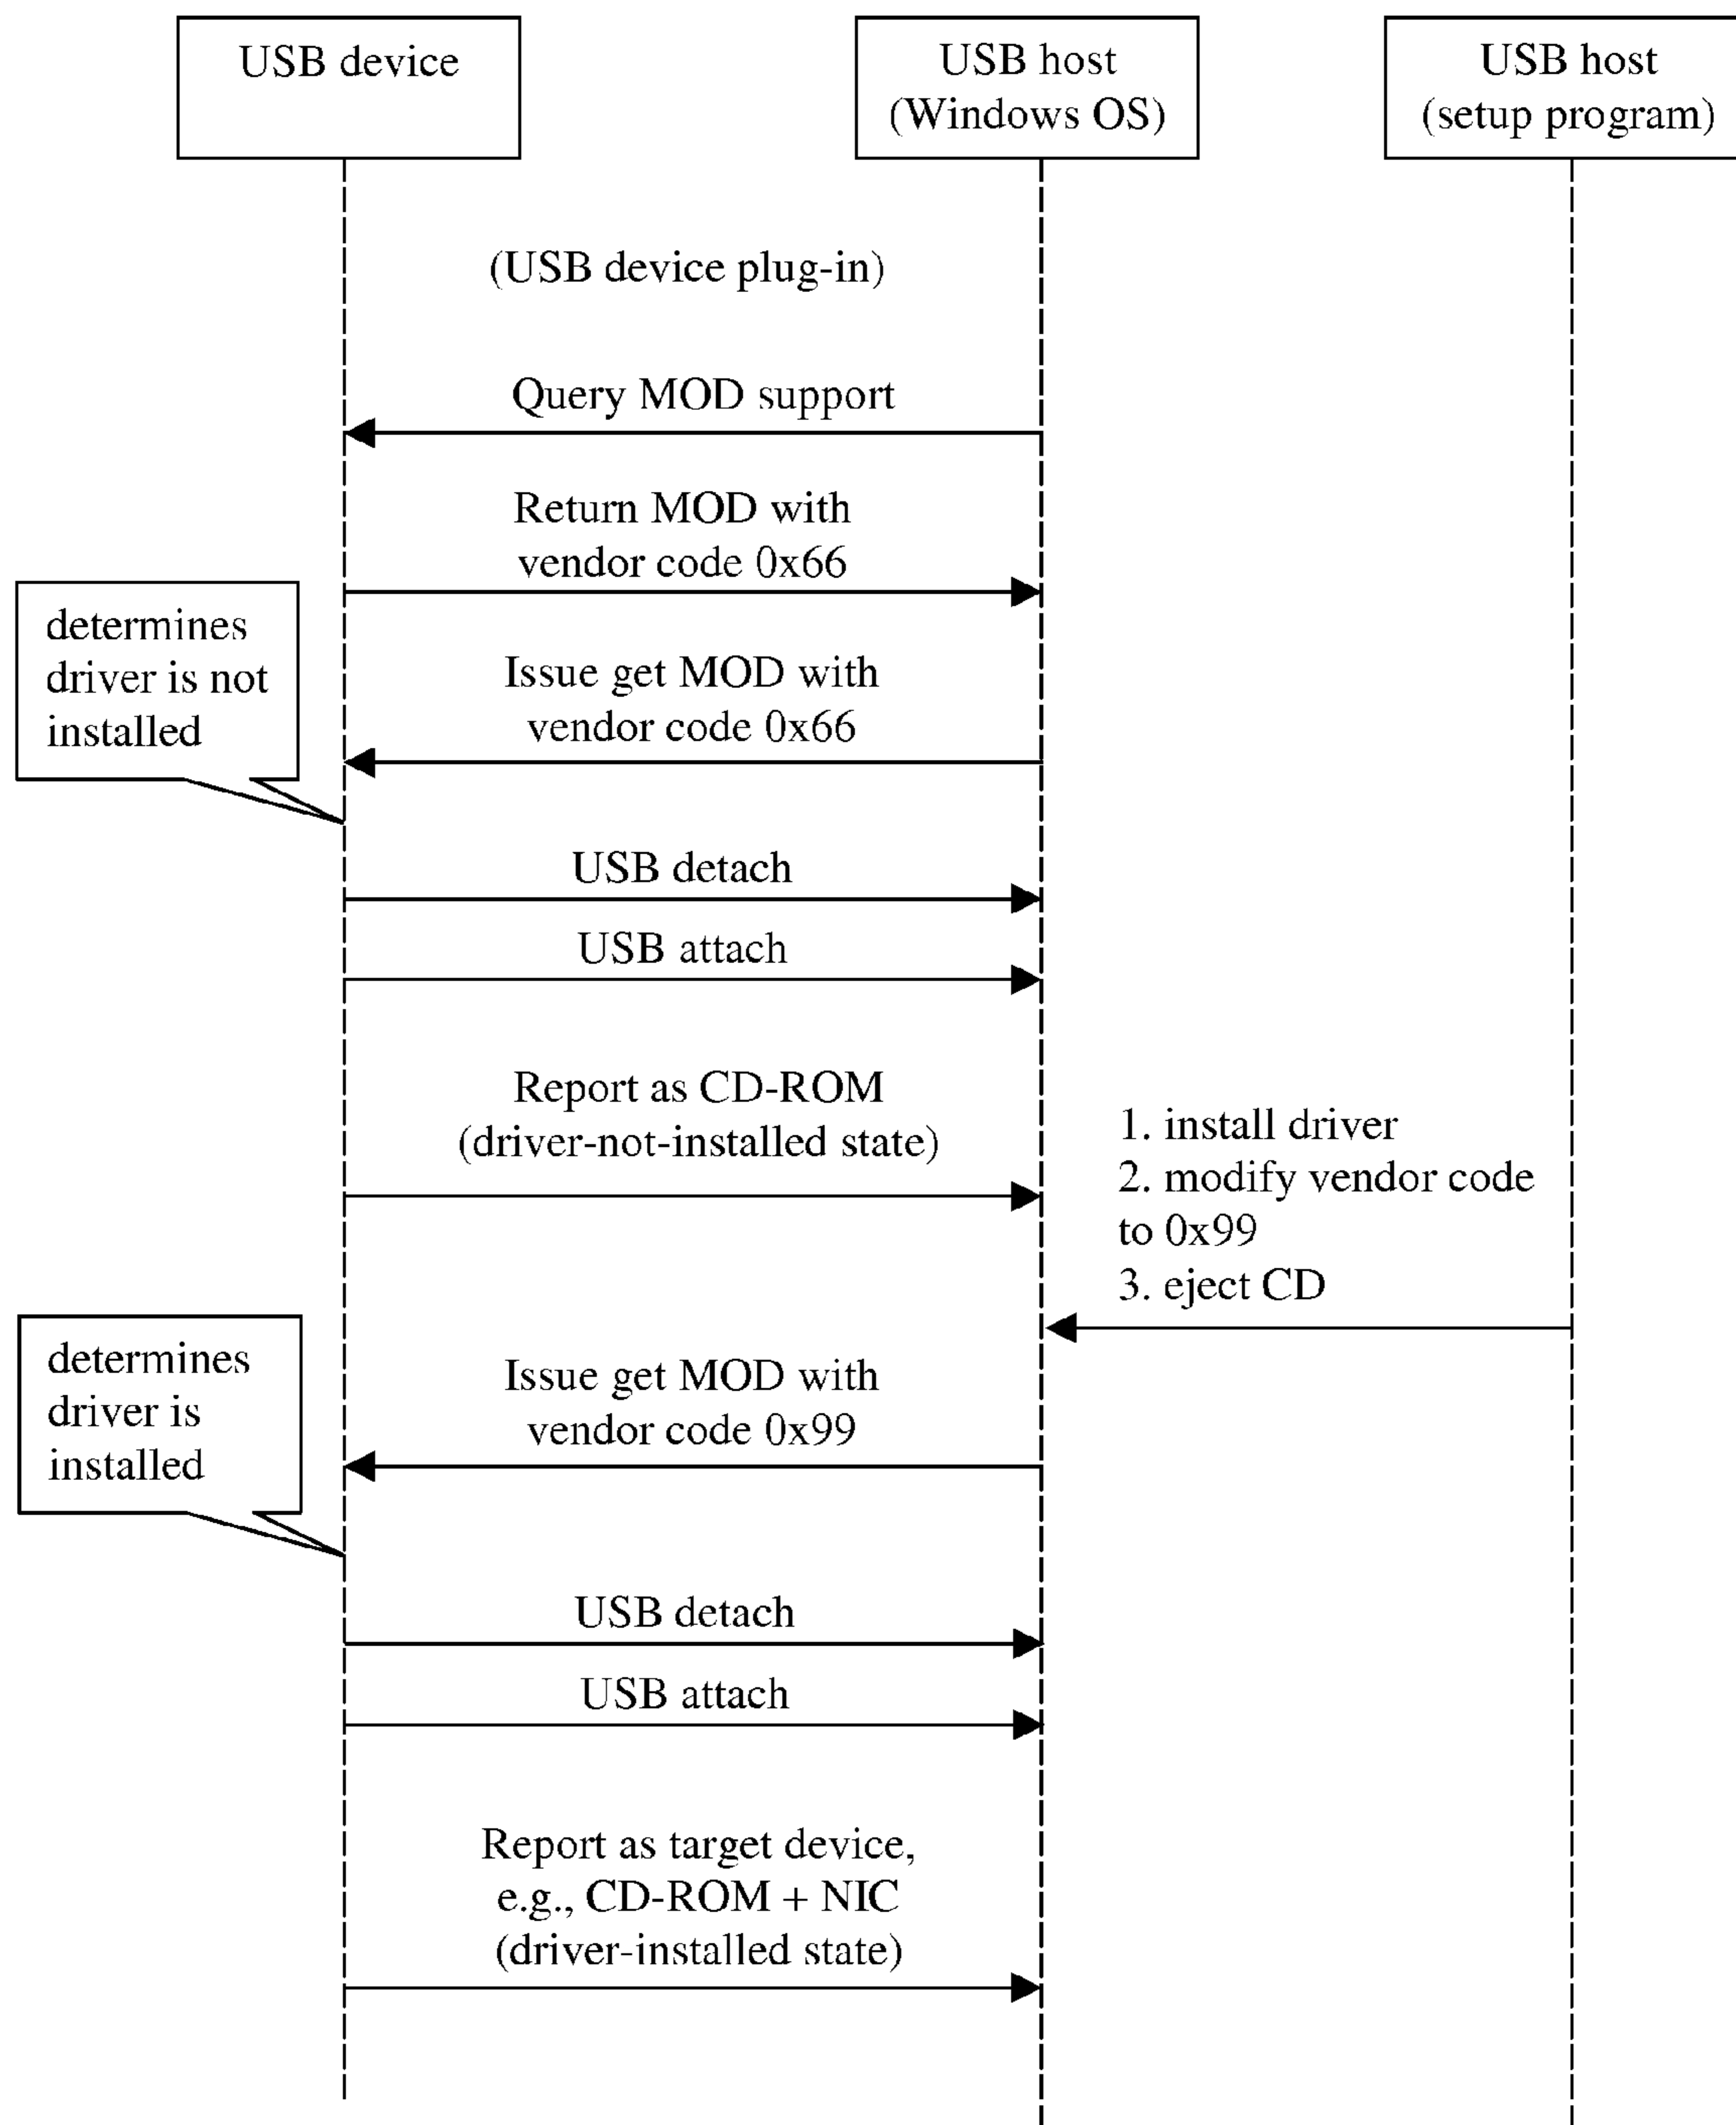 USB device
USB host
(Windows OS)
USB host
(setup program)
(USB device plug-in)
Query MOD support
Return MOD with
vendor code 0x66
determines
driver is not
installed
Issue get MOD with
vendor code 0x66
USB detach
USB attach
Report as CD-ROM
(driver-not-installed state)
1. install driver
2. modify vendor code
to 0x99
3. eject CD
determines
driver is
installed
Issue get MOD with
vendor code 0x99
USB detach
USB attach
Report as target device,
e.g., CD-ROM + NIC
(driver-installed state)